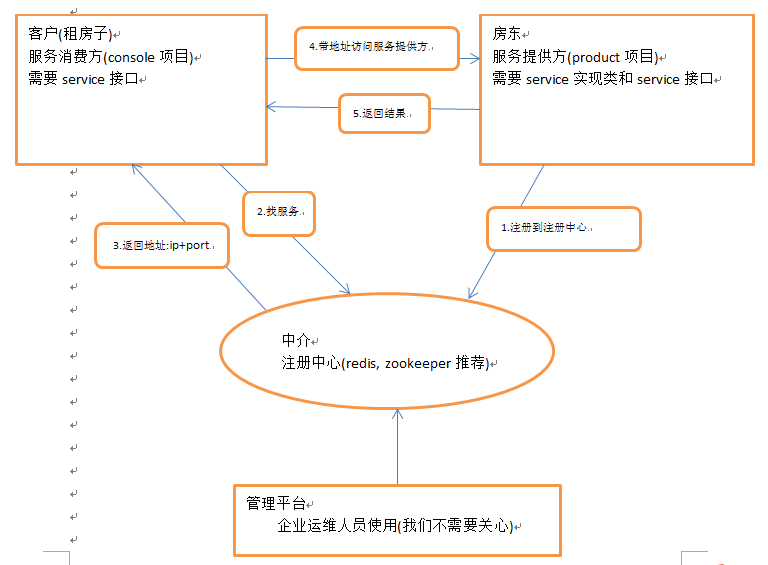 客户(租房子)
服务消费方(console 项目)
需要 service 接口
4.带地址访问服务提供方
房东
服务提供方(product 项目)
需要 service 实现类和 service 接口
5.返回结果
2.找服务
1.注册到注册中心
3.返回地址:ip+port
中介
注册中心(redis, zookeeper 推荐)
管理平台
企业运维人员使用(我们不需要关心)